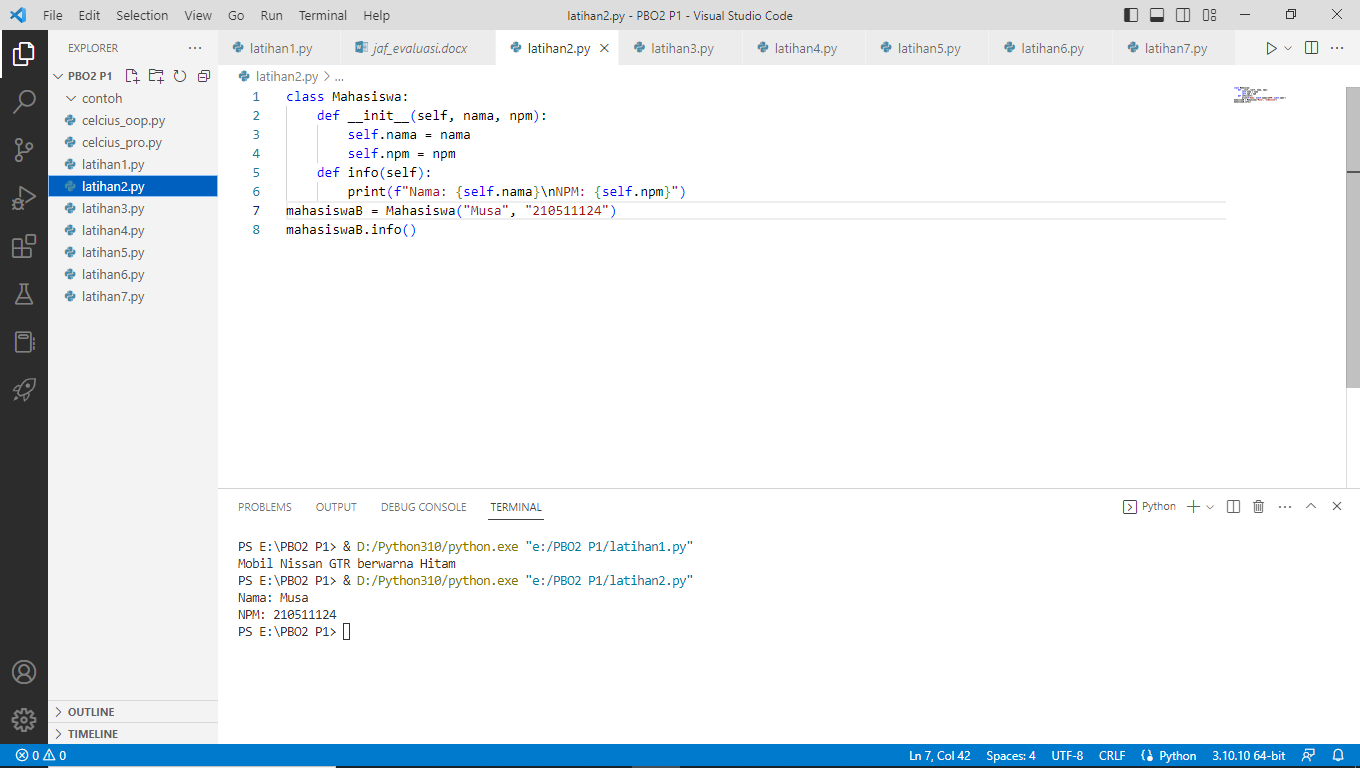 File Edit Selection View Go Run Terminal Help latihan2.py - PBO2 P1 - Visual Studio Code
EXPLORER ...
latihan1.py jaf_evaluasi.docx latihan2.py latihan3.py latihan4.py latihan5.py latihan6.py latihan7.py
PBO2 P1
contoh
celcius_oop.py
celcius_pro.py
latihan1.py
latihan2.py
latihan3.py
latihan4.py
latihan5.py
latihan6.py
latihan7.py
OUTLINE
TIMELINE
latihan2.py > ...
1 class Mahasiswa:
2     def __init__(self, nama, npm):
3         self.nama = nama
4         self.npm = npm
5     def info(self):
6         print(f"Nama: {self.nama}\nNPM: {self.npm}")
7 mahasiswaB = Mahasiswa("Musa", "210511124")
8 mahasiswaB.info()
PROBLEMS OUTPUT DEBUG CONSOLE TERMINAL Python
PS E:\PBO2 P1> & D:/Python310/python.exe "e:/PBO2 P1/latihan1.py"
Mobil Nissan GTR berwarna Hitam
PS E:\PBO2 P1> & D:/Python310/python.exe "e:/PBO2 P1/latihan2.py"
Nama: Musa
NPM: 210511124
PS E:\PBO2 P1>
0 0 Ln 7, Col 42 Spaces: 4 UTF-8 CRLF Python 3.10.10 64-bit